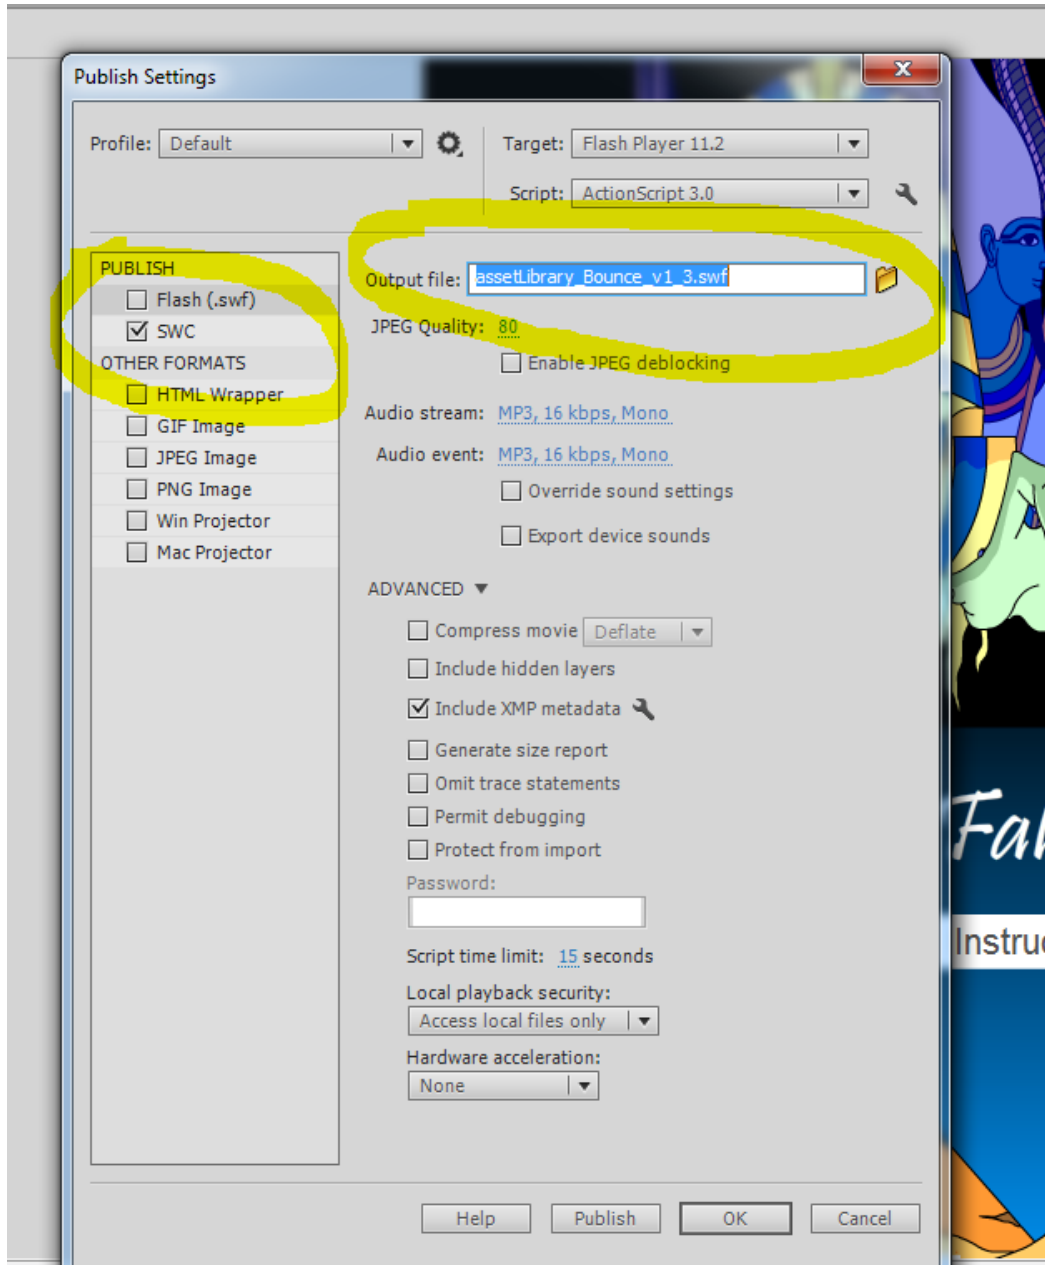 Publish Settings
Profile: Default
Target: Flash Player 11.2
Script: ActionScript 3.0
PUBLISH
Flash (.swf)
SWC
OTHER FORMATS
HTML Wrapper
GIF Image
JPEG Image
PNG Image
Win Projector
Mac Projector
Output file: assetLibrary_Bounce_v1_3.swf
JPEG Quality: 80
Enable JPEG deblocking
Audio stream: MP3, 16 kbps, Mono
Audio event: MP3, 16 kbps, Mono
Override sound settings
Export device sounds
ADVANCED
Compress movie Deflate
Include hidden layers
Include XMP metadata
Generate size report
Omit trace statements
Permit debugging
Protect from import
Password:
Script time limit: 15 seconds
Local playback security:
Access local files only
Hardware acceleration:
None
Help Publish OK Cancel